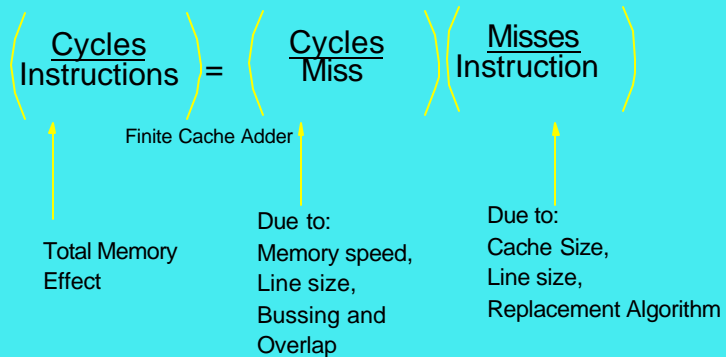 Cycles
Instructions
=
Cycles
Miss
Misses
Instruction
Finite Cache Adder
Total Memory
Effect
Due to:
Memory speed,
Line size,
Bussing and
Overlap
Due to:
Cache Size,
Line size,
Replacement Algorithm